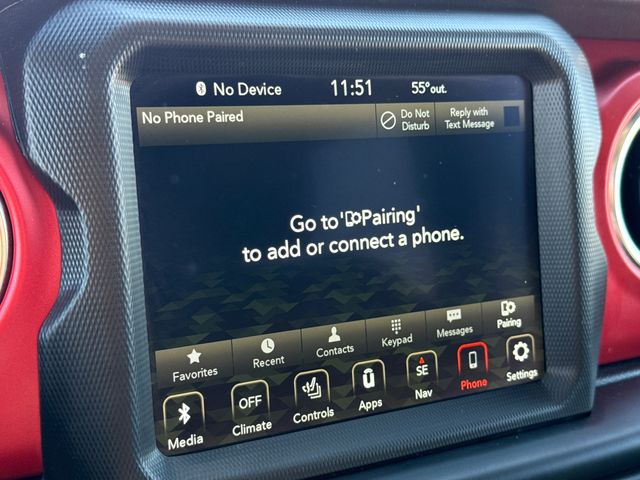 No Device 11:51 55°out.
No Phone Paired
Do Not
Disturb
Reply with
Text Message
Go to 'Pairing'
to add or connect a phone.
Favorites Recent Contacts Keypad Messages Pairing
OFF SE
Media Climate Controls Apps Nav Phone Settings